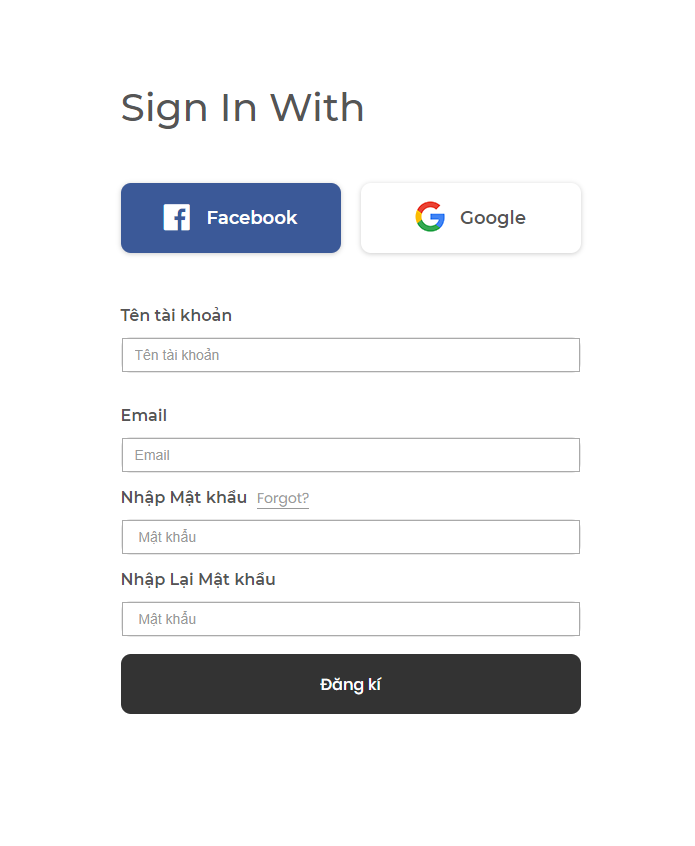 Sign In With
Facebook
Google
Tên tài khoản
Tên tài khoản
Email
Email
Nhập Mật khẩu Forgot?
Mật khẩu
Nhập Lại Mật khẩu
Mật khẩu
Đăng kí